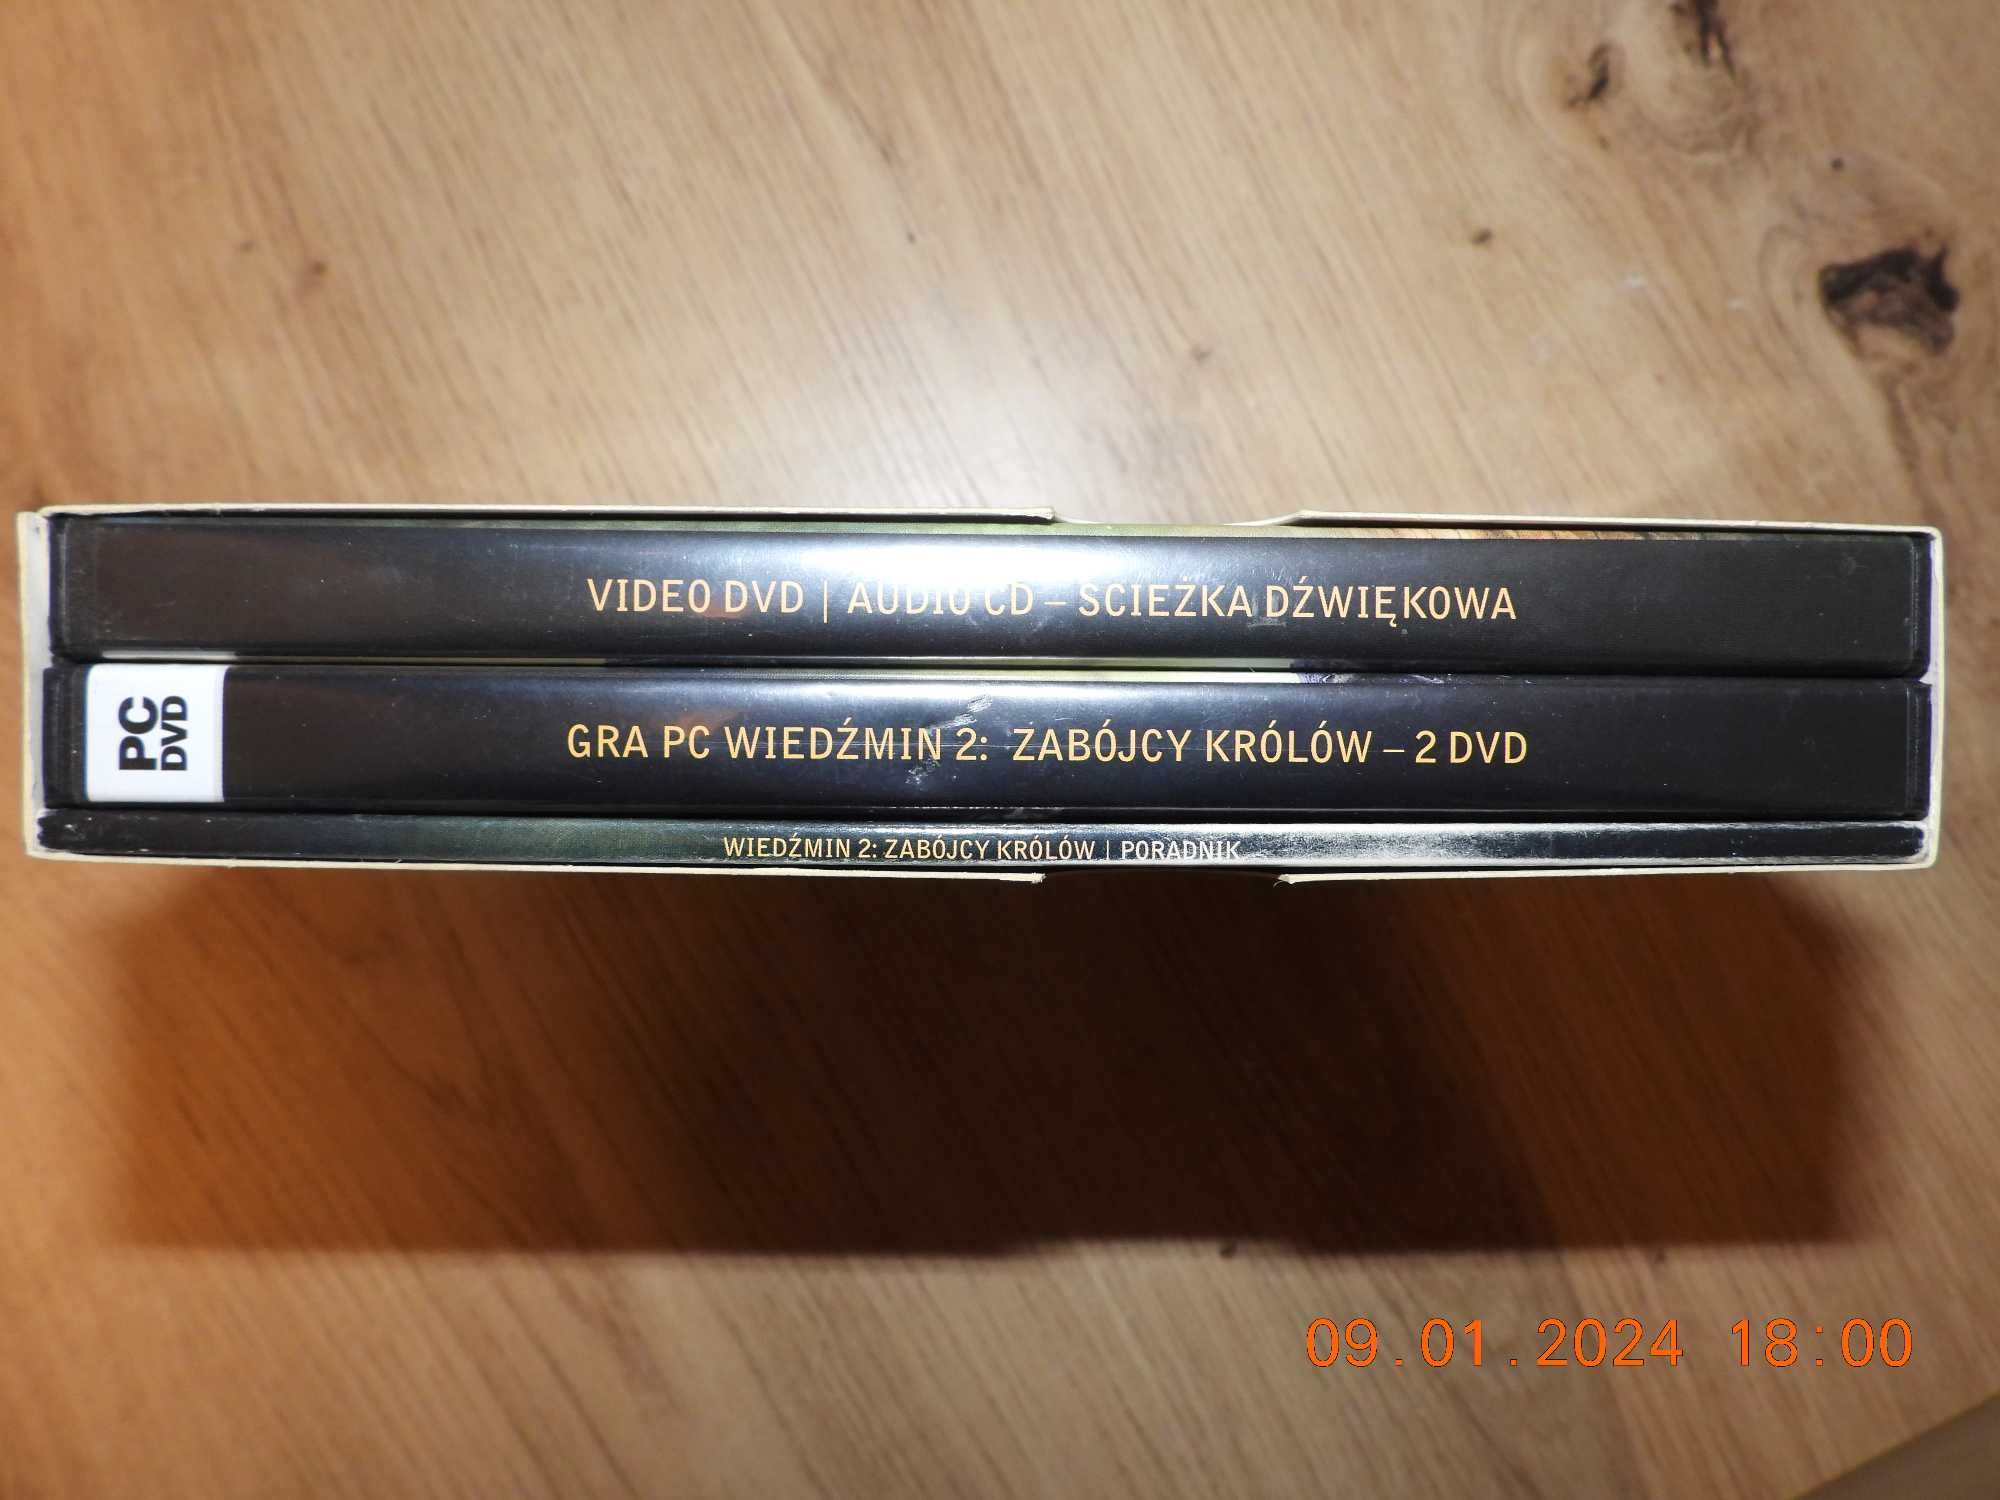 VIDEO DVD | AUDIO CD – SCIEŻKA DŹWIĘKOWA
PC
DVD
GRA PC WIEDŹMIN 2: ZABÓJCY KRÓLÓW – 2 DVD
WIEDŹMIN 2: ZABÓJCY KRÓLÓW | PORADNIK
09.01.2024 18:00